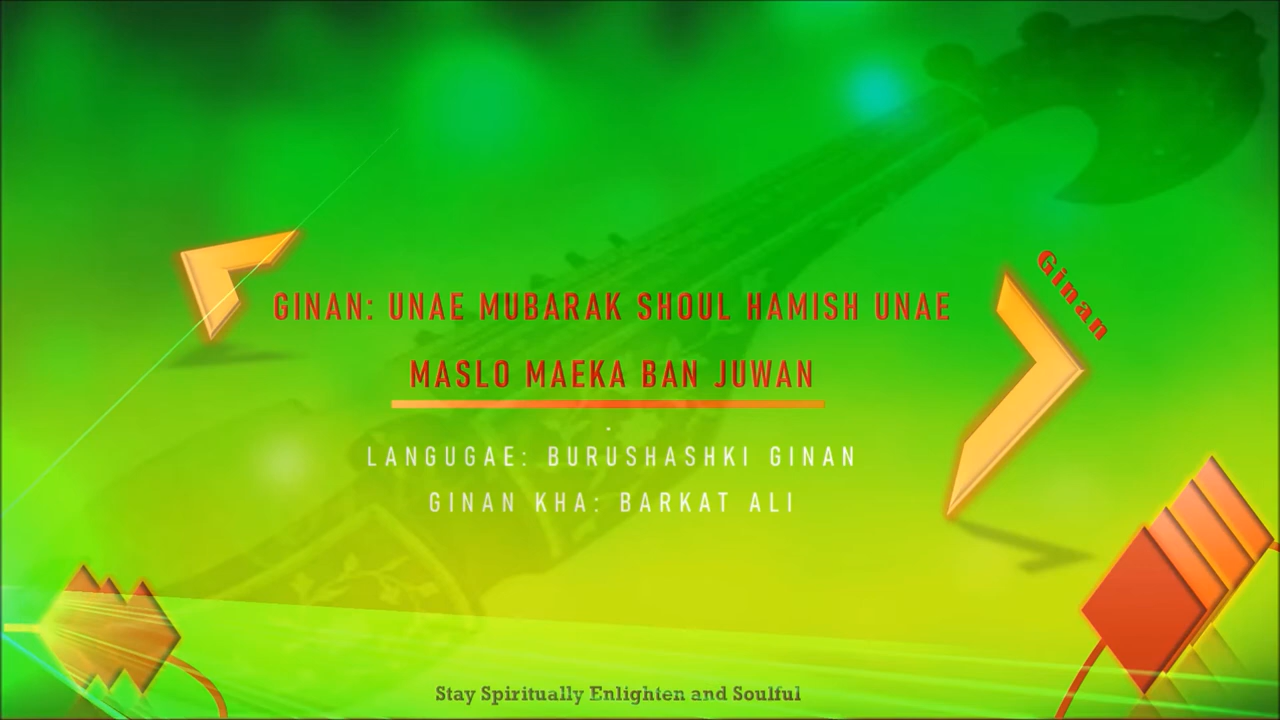 Ginan
GINAN: UNAE MUBARAK SHOUL HAMISH UNAE
MASLO MAEKA BAN JUWAN
.
LANGUGAE: BURUSHASHKI GINAN
GINAN KHA: BARKAT ALI
Stay Spiritually Enlighten and Soulful